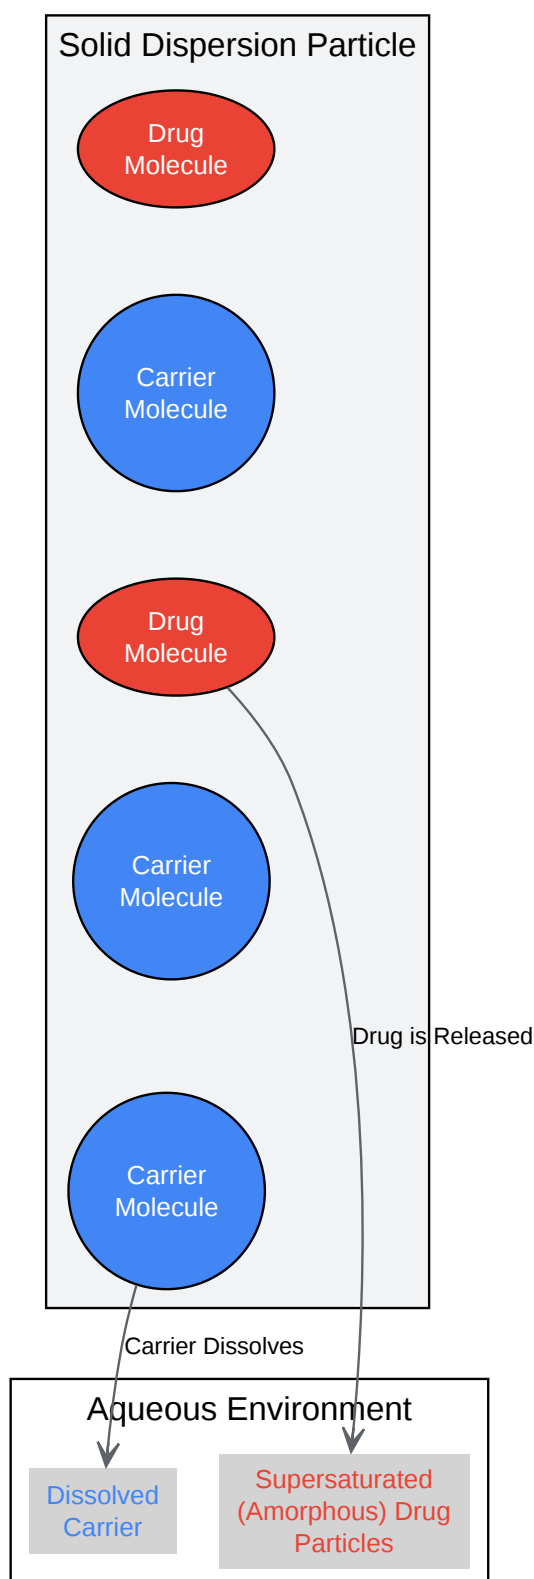 Solid Dispersion Particle
Drug
Molecule
Carrier
Molecule
Drug
Molecule
Carrier
Molecule
Drug is Released
Carrier
Molecule
Carrier Dissolves
Aqueous Environment
Dissolved
Carrier
Supersaturated
(Amorphous) Drug
Particles